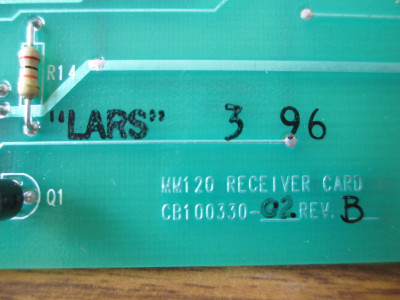 R14
"LARS" 3 96
MM120 RECEIVER CARD
Q1
CB100330-02 REV. B